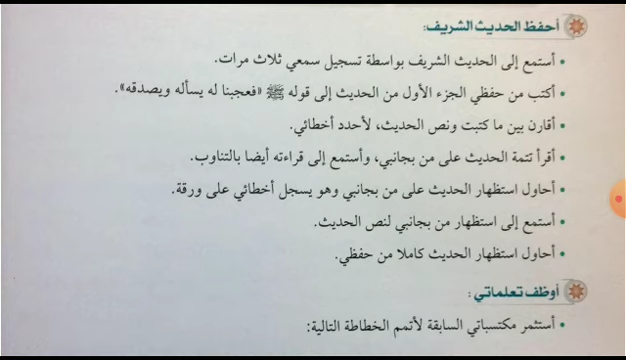 أحفظ الحديث الشريف:
• أستمع إلى الحديث الشريف بواسطة تسجيل سمعي ثلاث مرات.
• أكتب من حفظي الجزء الأول من الحديث إلى قوله ﷺ «فعجبنا له يسأله ويصدقه».
• أقارن بين ما كتبت ونص الحديث، لأحدد أخطائي.
• أقرأ تتمة الحديث على من بجانبي، وأستمع إلى قراءته أيضا بالتناوب.
• أحاول استظهار الحديث على من بجانبي وهو يسجل أخطائي على ورقة.
• أستمع إلى استظهار من بجانبي لنص الحديث.
• أحاول استظهار الحديث كاملا من حفظي.
أوظف تعلماتي:
• أستثمر مكتسباتي السابقة لأتمم الخطاطة التالية: